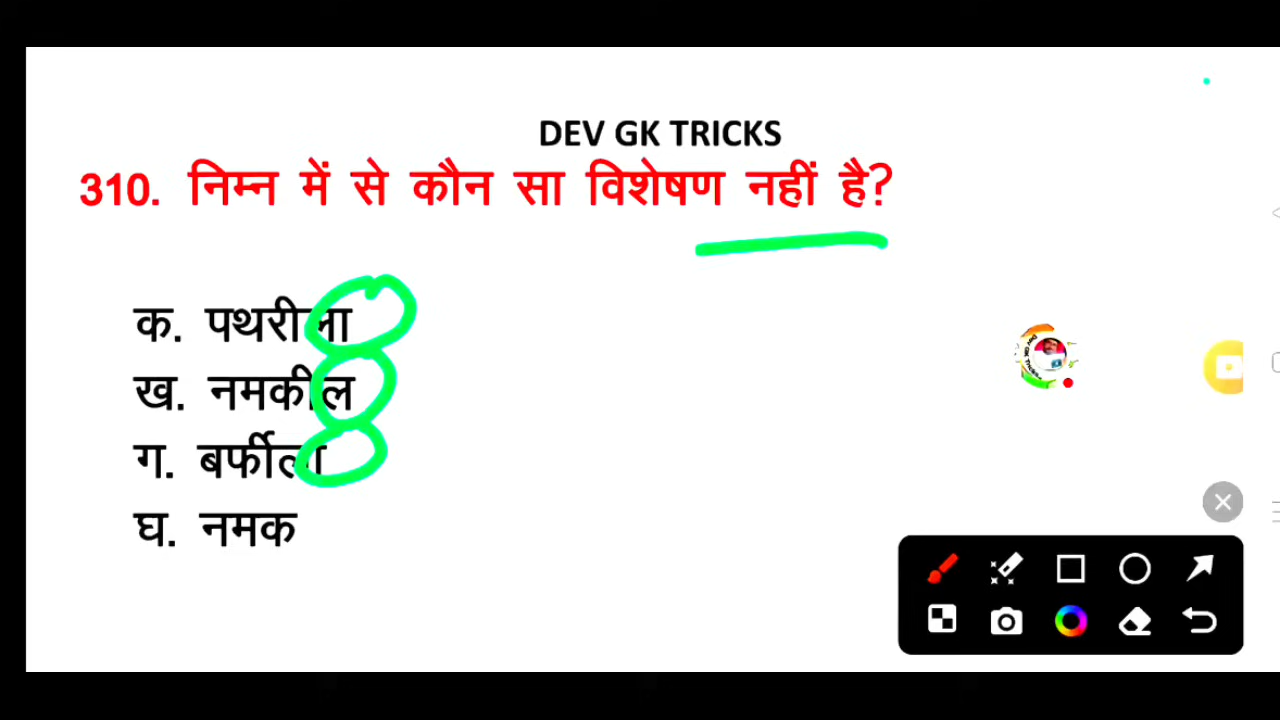 DEV GK TRICKS
310. निम्न में से कौन सा विशेषण नहीं है?
क. पथरीला
ख. नमकील
ग. बर्फीला
घ. नमक